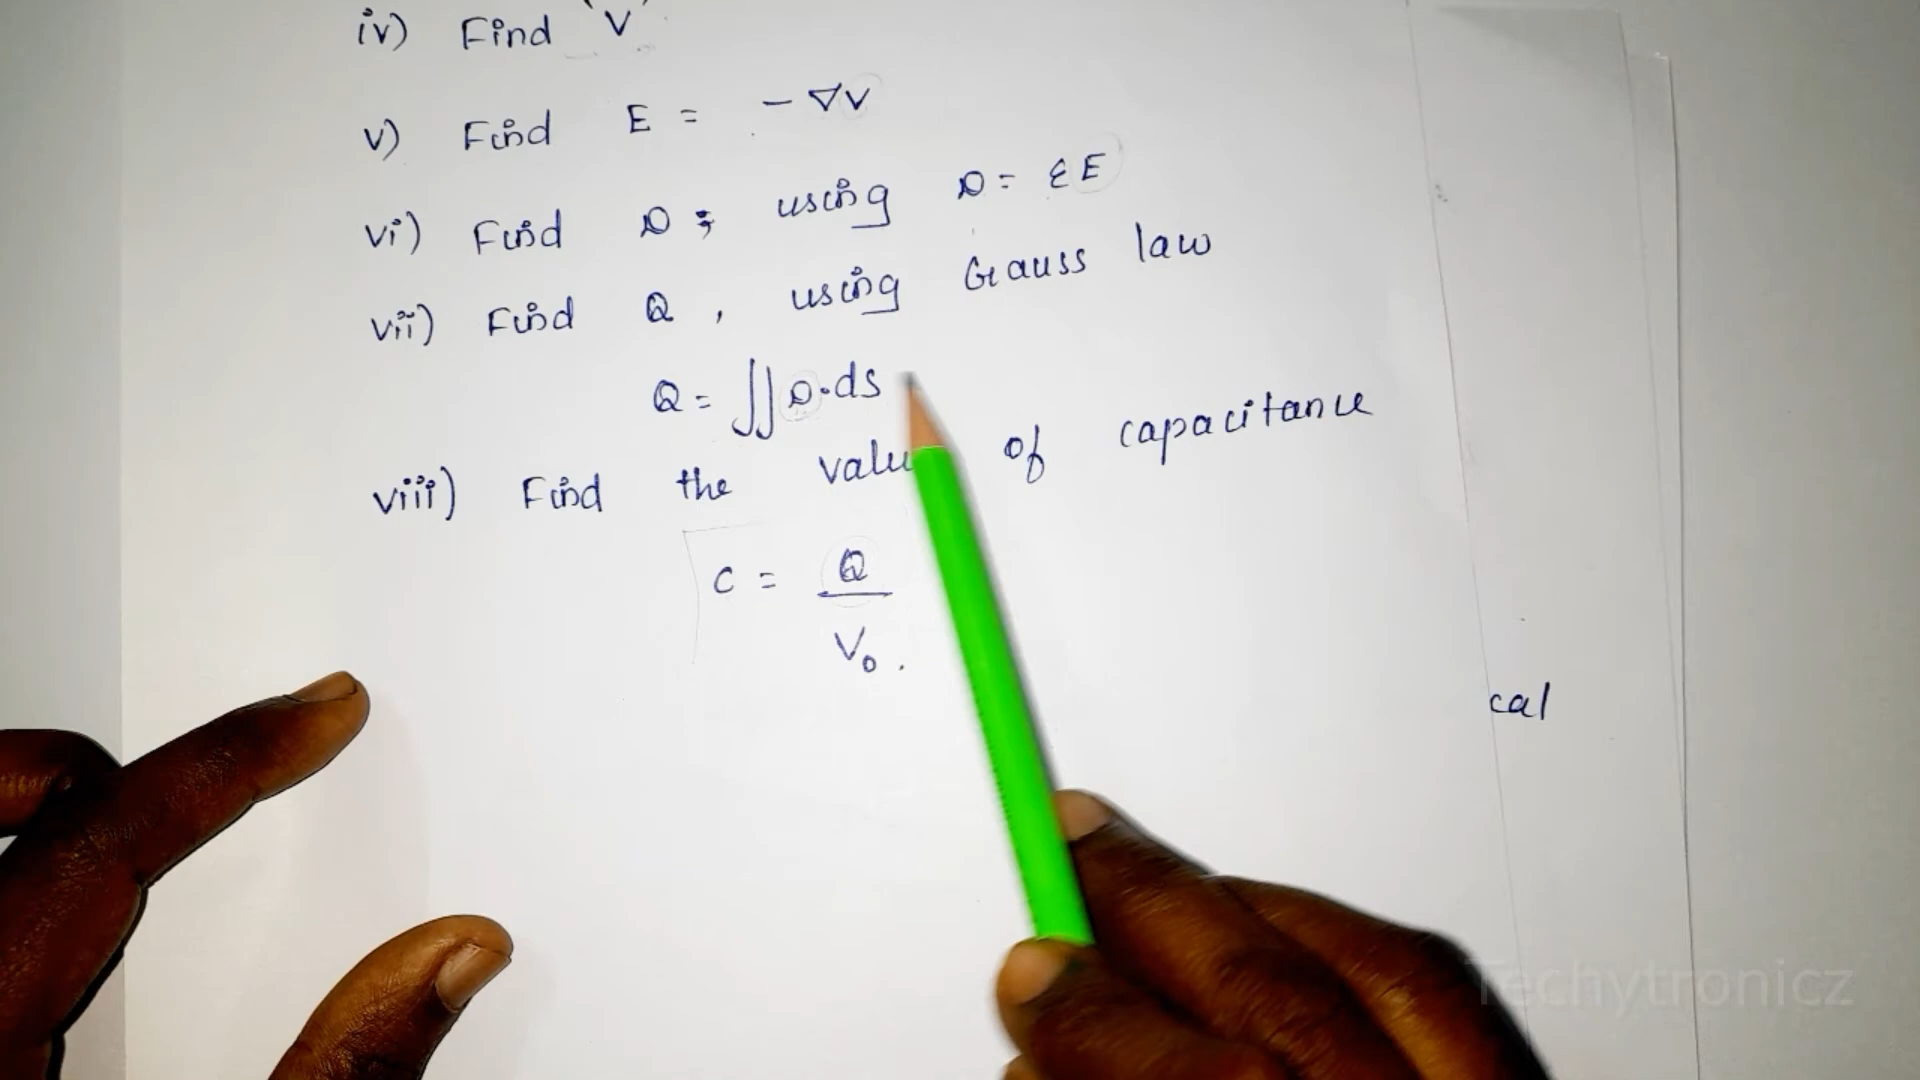 iv) Find 'V'
v) Find E = - ∇V
vi) Find D ; using D = εE
vii) Find Q , using Gauss law
Q = ∬ D.ds
viii) Find the value of capacitance
C = Q
V₀ .
cal
Techytronicz